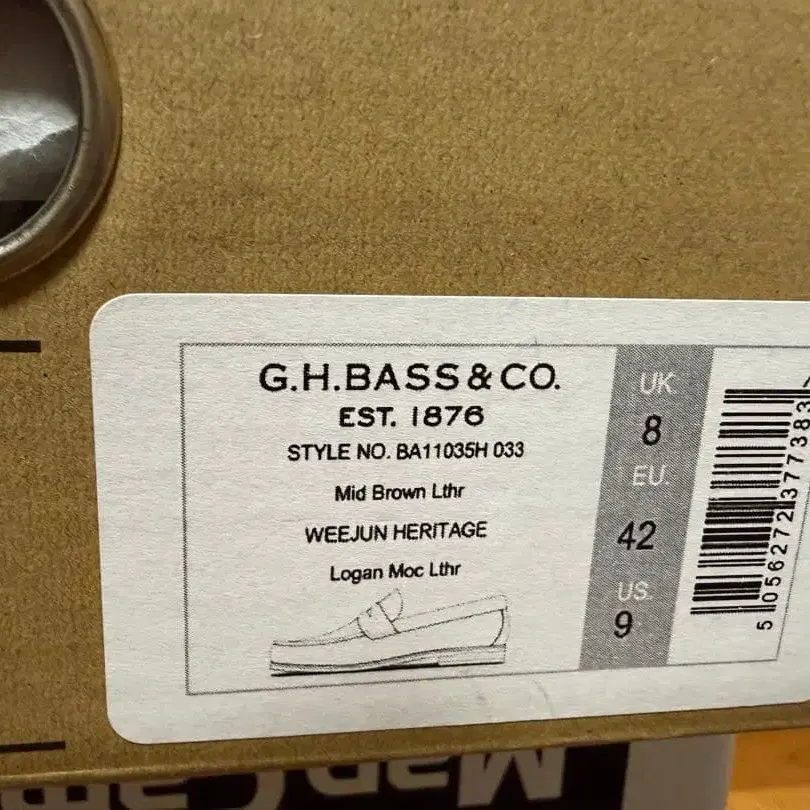 G.H.BASS & CO.
EST. 1876
STYLE NO. BA11035H 033
Mid Brown Lthr
WEEJUN HERITAGE
Logan Moc Lthr
UK
8
EU.
42
US.
9
5 056272 377383